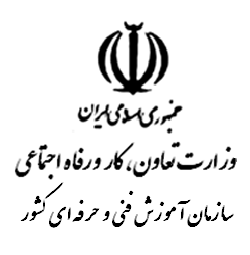 جمهوری اسلامی ایران
وزارت تعاون، کار و رفاه اجتماعی
سازمان آموزش فنی و حرفه ای کشور